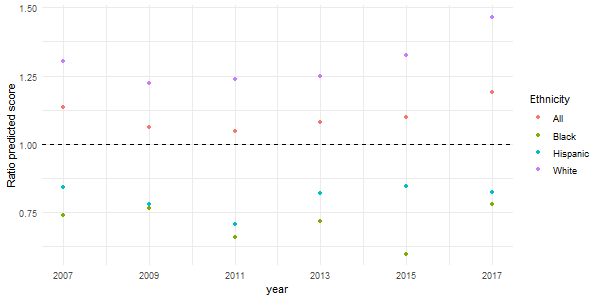 1.50
1.25
1.00
0.75
Ratio predicted score
2007 2009 2011 2013 2015 2017
year
Ethnicity
All
Black
Hispanic
White